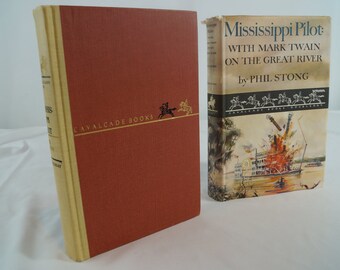 CAVALCADE BOOKS
Mississippi Pilot:
WITH MARK TWAIN
ON THE GREAT RIVER
by PHIL STONG